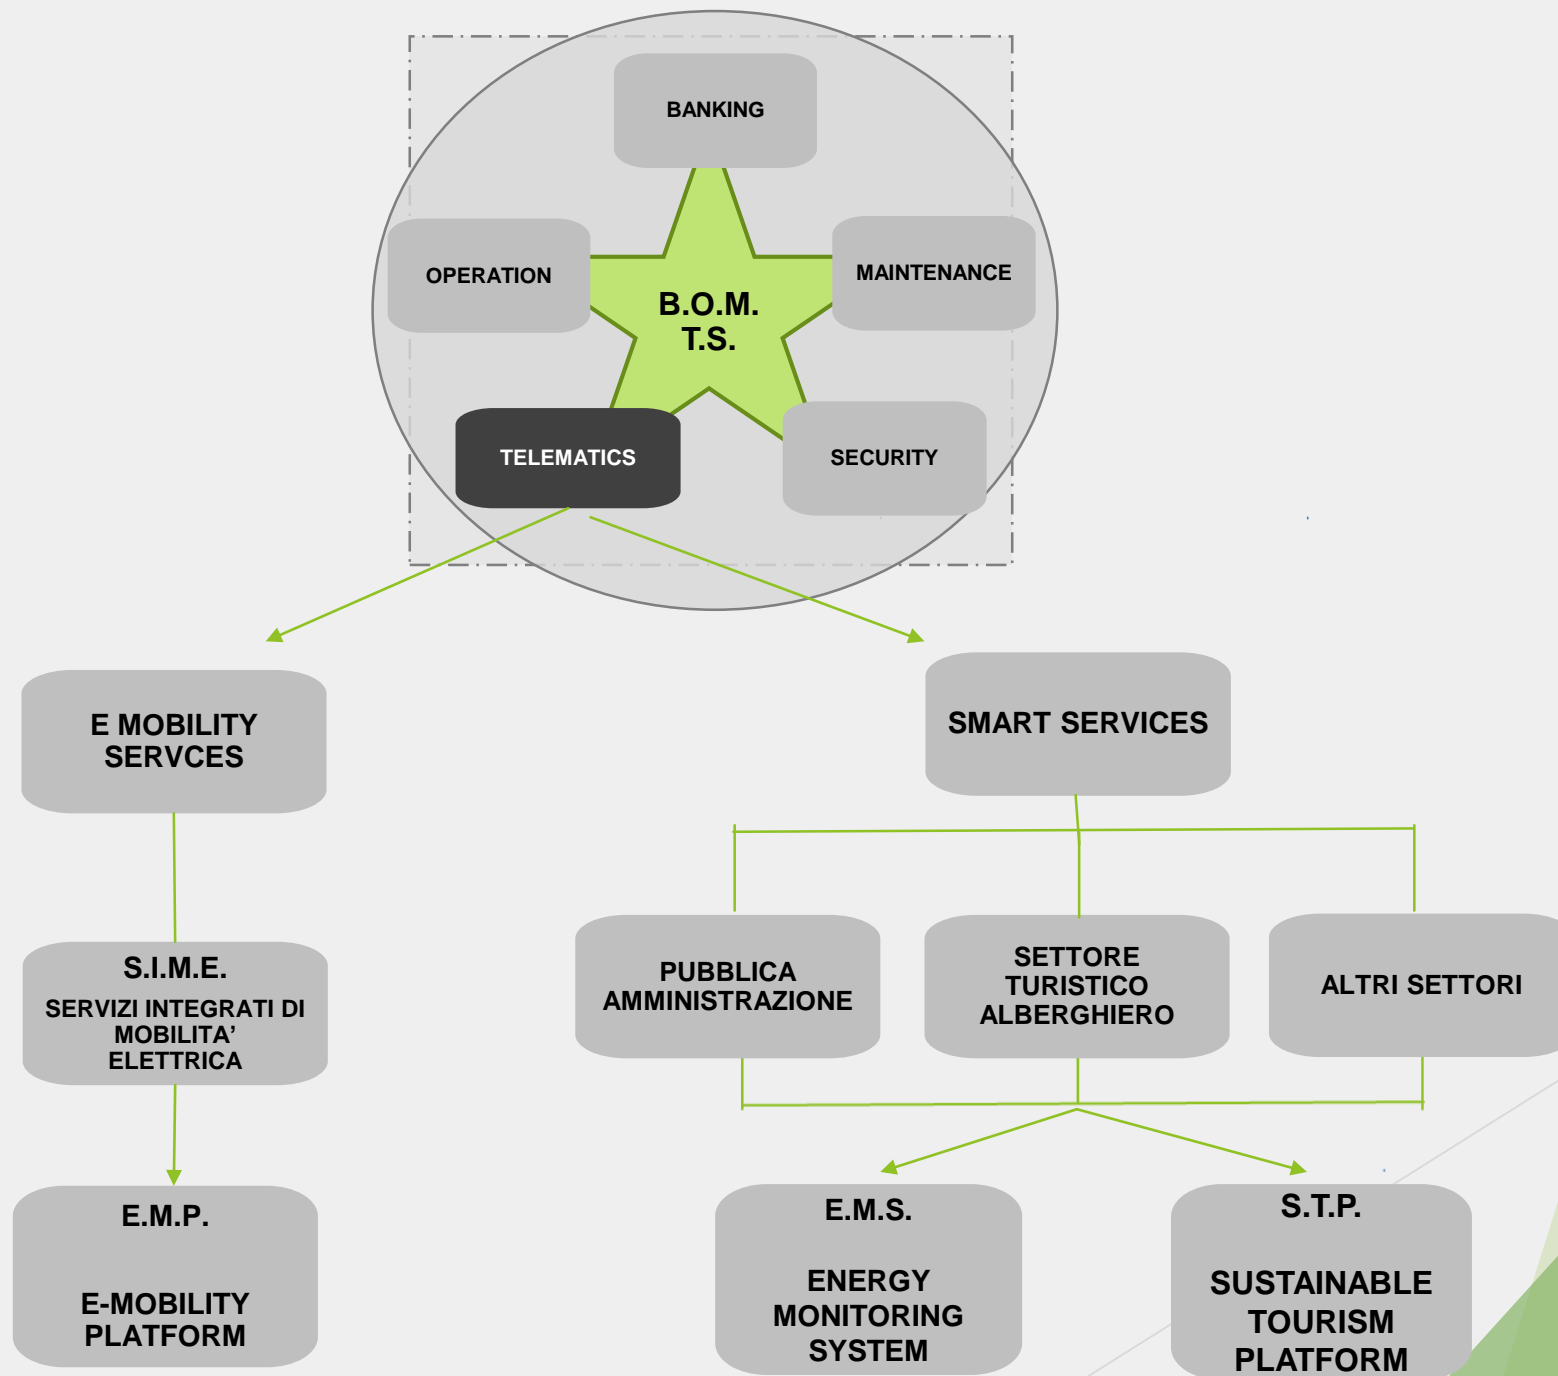 BANKING
OPERATION
MAINTENANCE
B.O.M.
T.S.
TELEMATICS
SECURITY
E MOBILITY
SERVCES
SMART SERVICES
S.I.M.E.
SERVIZI INTEGRATI DI
MOBILITA’
ELETTRICA
PUBBLICA
AMMINISTRAZIONE
SETTORE
TURISTICO
ALBERGHIERO
ALTRI SETTORI
E.M.P.
E-MOBILITY
PLATFORM
E.M.S.
ENERGY
MONITORING
SYSTEM
S.T.P.
SUSTAINABLE
TOURISM
PLATFORM